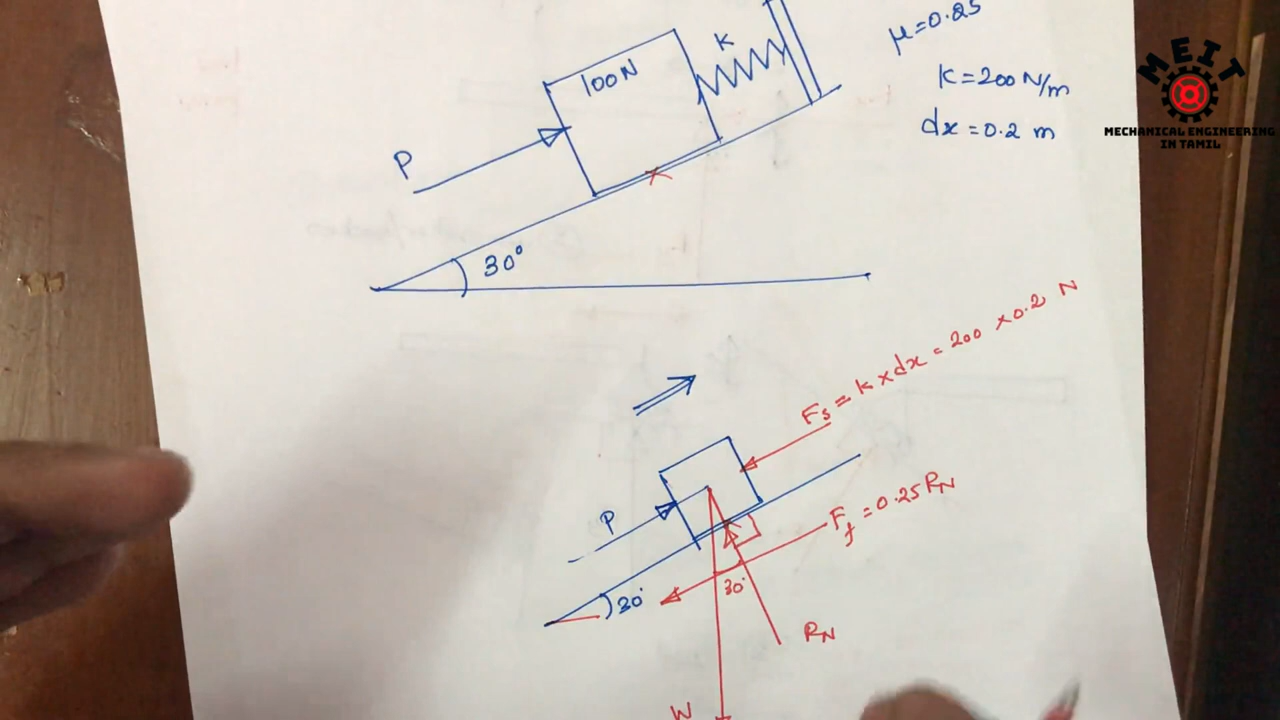 μ=0.25
K
100N
K=200 N/m
MEIT
MECHANICAL ENGINEERING
IN TAMIL
dx=0.2 m
P
30°
Fs = k×dx = 200 ×0.2 N
P
Ff = 0.25RN
30°
30°
RN
W